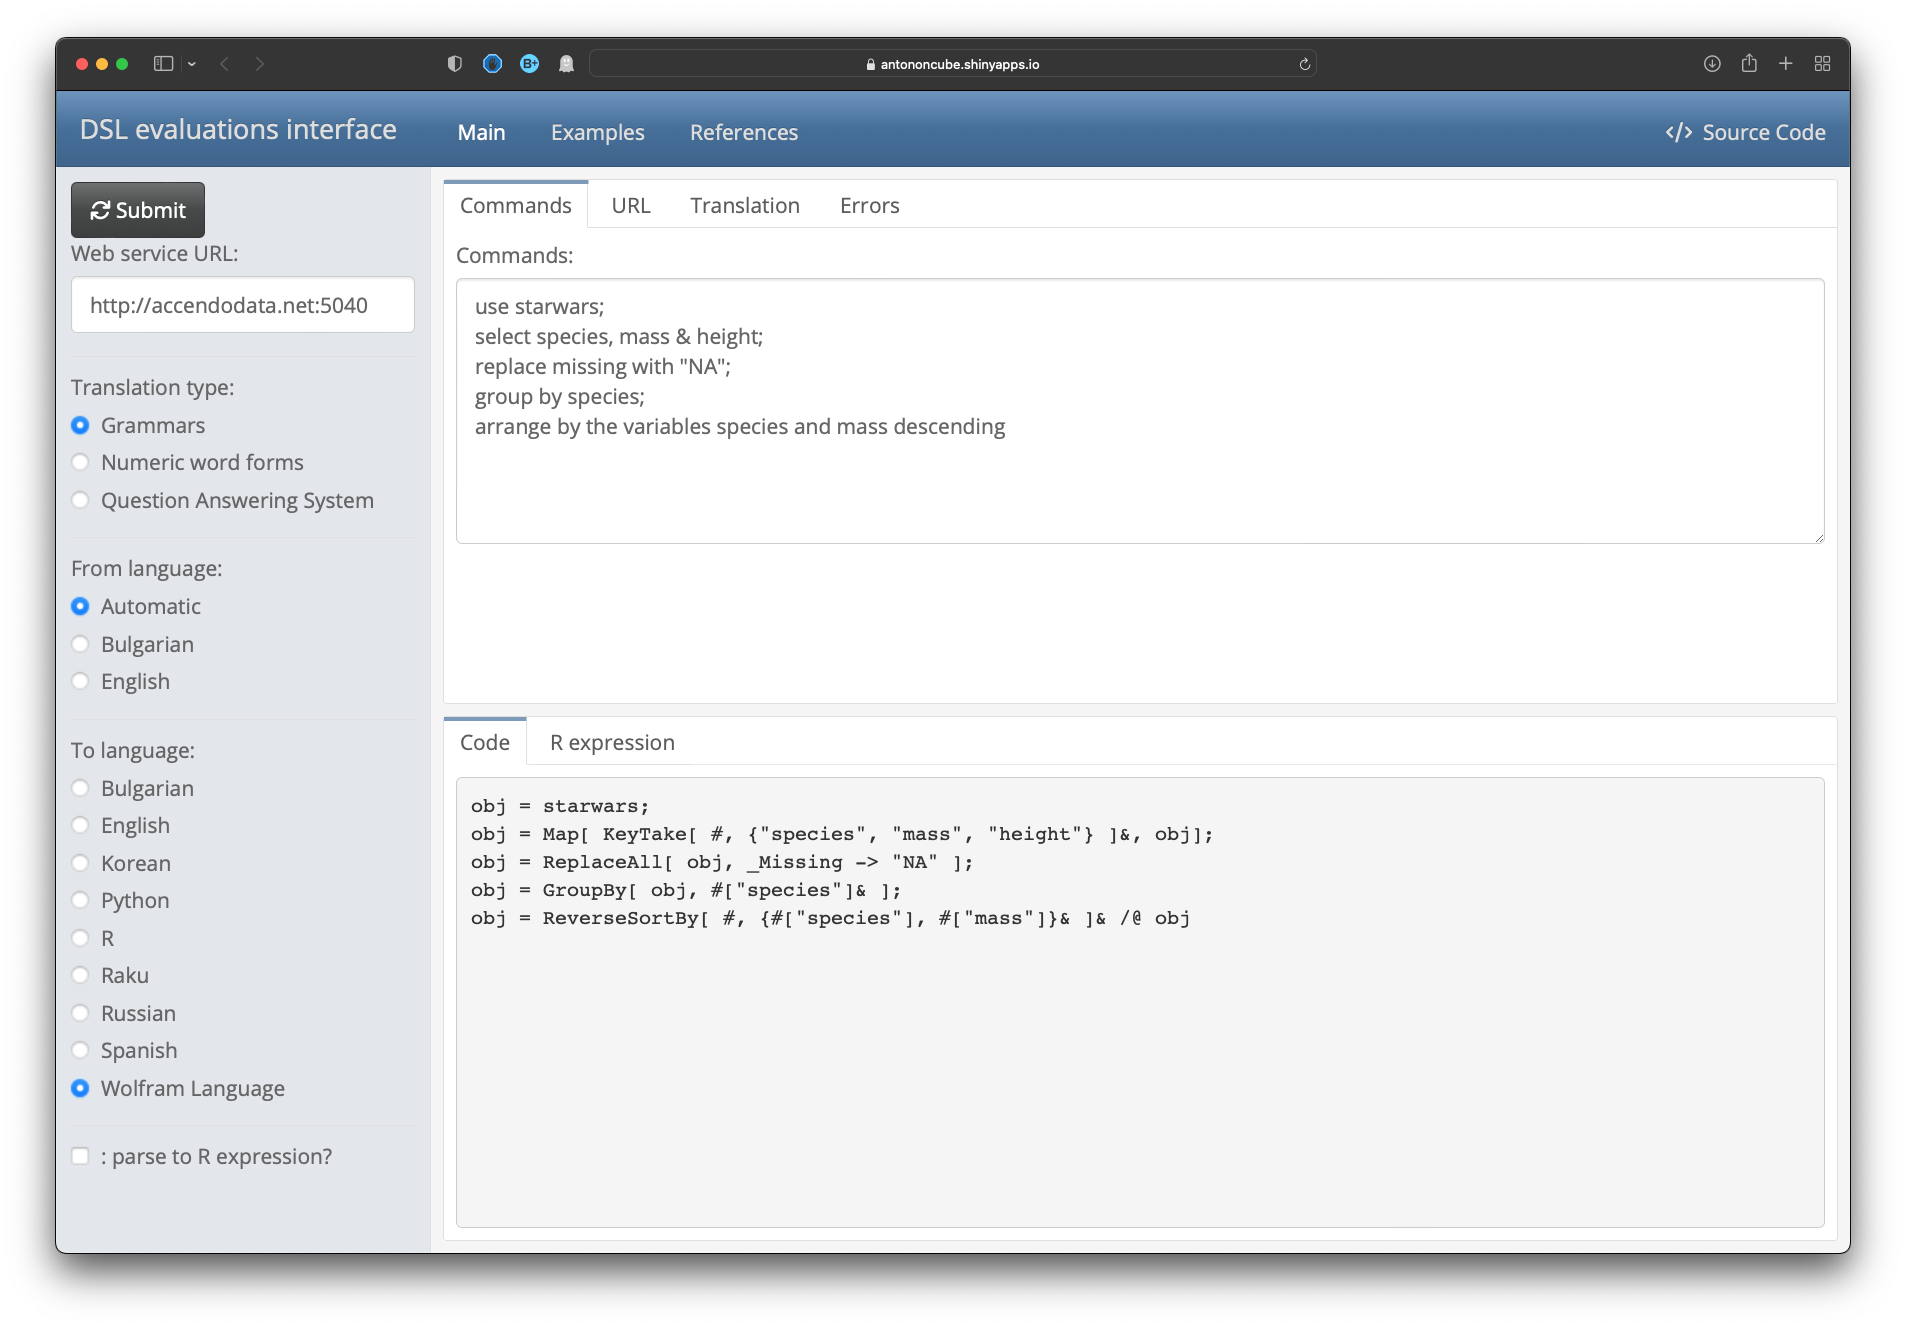 antononcube.shinyapps.io
DSL evaluations interface
Main
Examples
References
</> Source Code
Submit
Web service URL:
http://accendodata.net:5040
Translation type:
Grammars
Numeric word forms
Question Answering System
From language:
Automatic
Bulgarian
English
To language:
Bulgarian
English
Korean
Python
R
Raku
Russian
Spanish
Wolfram Language
: parse to R expression?
Commands
URL
Translation
Errors
Commands:
use starwars;
select species, mass & height;
replace missing with "NA";
group by species;
arrange by the variables species and mass descending
Code
R expression
obj = starwars;
obj = Map[ KeyTake[ #, {"species", "mass", "height"} ]&, obj];
obj = ReplaceAll[ obj, _Missing -> "NA" ];
obj = GroupBy[ obj, #["species"]& ];
obj = ReverseSortBy[ #, {#["species"], #["mass"]}& ]& /@ obj